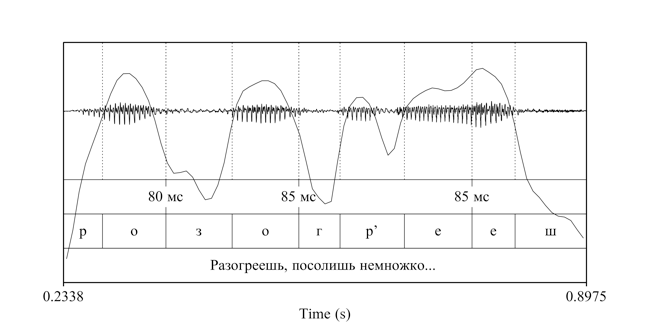 80 мс 85 мс 85 мс
р о з о г р’ е е ш
Разогреешь, посолишь немножко...
0.2338 0.8975
Time (s)